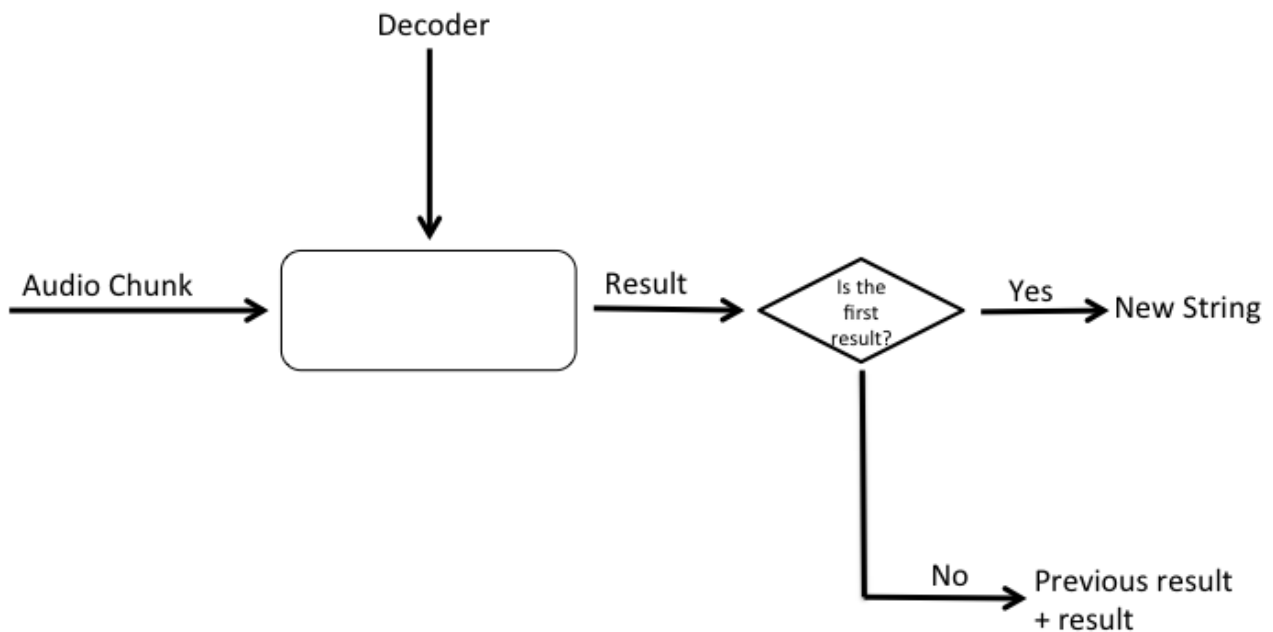 Decoder
Audio Chunk
Result
Is the
first
result?
Yes
New String
No
Previous result
+ result